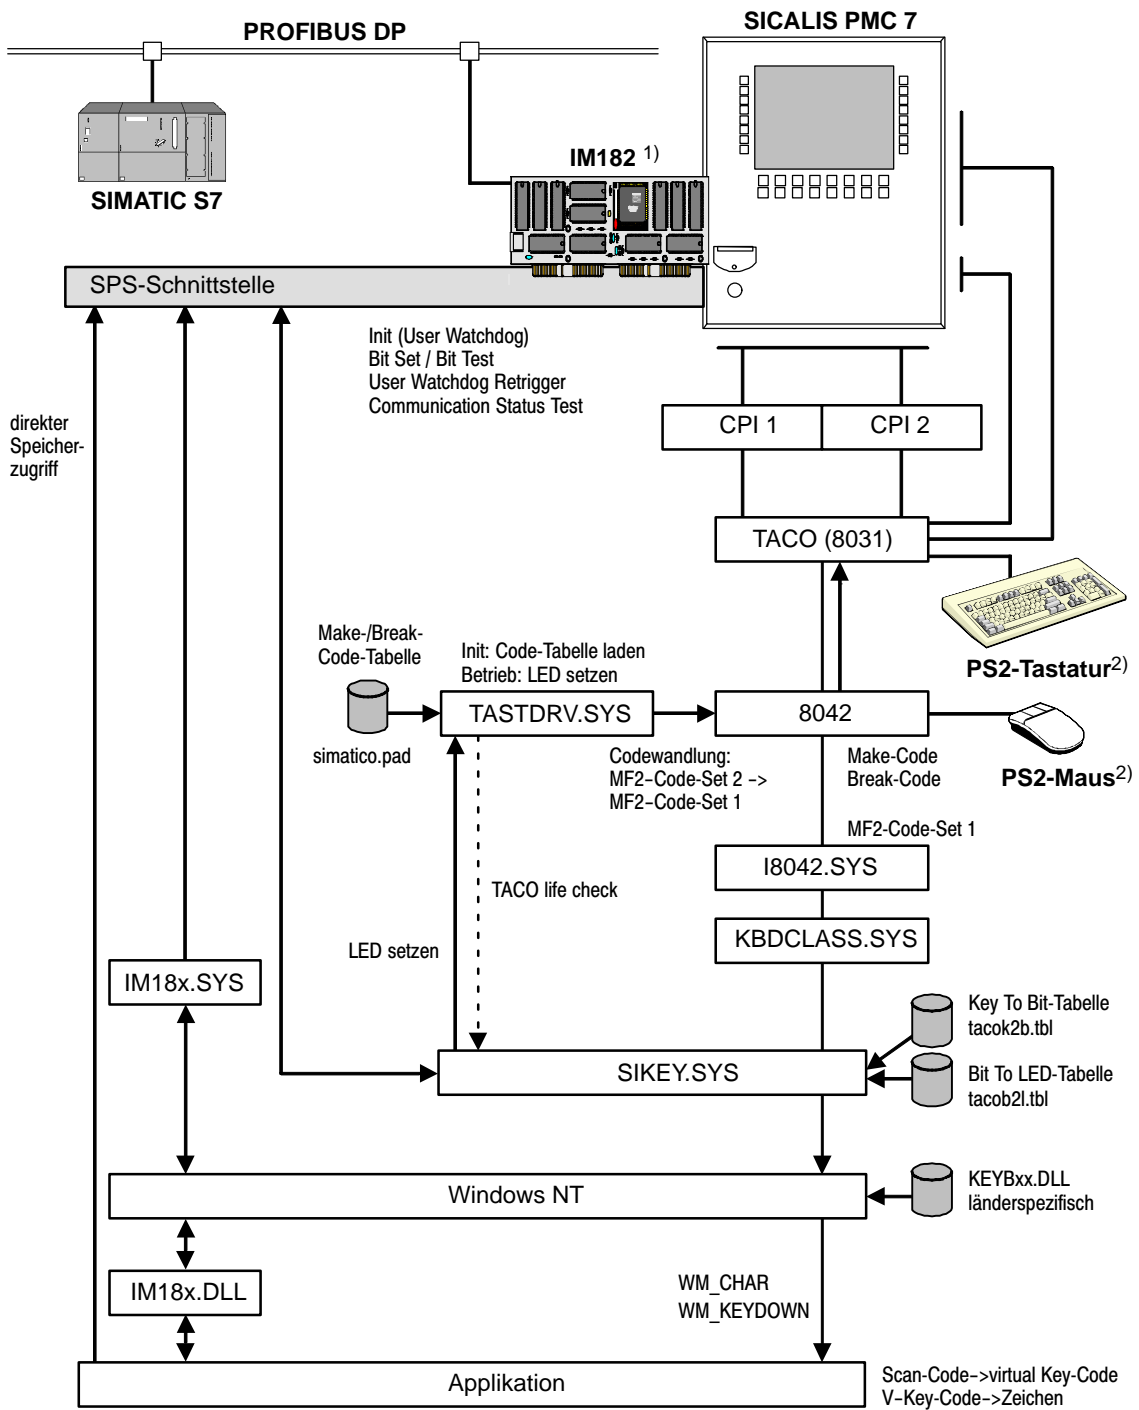 SICALIS PMC 7
PROFIBUS DP
IM182 1)
SIMATIC S7
SPS-Schnittstelle
Init (User Watchdog)
Bit Set / Bit Test
User Watchdog Retrigger
Communication Status Test
direkter
Speicher-
zugriff
CPI 1
CPI 2
TACO (8031)
Make-/Break-
Code-Tabelle
Init: Code-Tabelle laden
Betrieb: LED setzen
PS2-Tastatur2)
TASTDRV.SYS
8042
simatico.pad
Codewandlung:
MF2-Code-Set 2 ->
MF2-Code-Set 1
Make-Code
Break-Code
PS2-Maus2)
MF2-Code-Set 1
I8042.SYS
TACO life check
KBDCLASS.SYS
LED setzen
IM18x.SYS
Key To Bit-Tabelle
tacok2b.tbl
SIKEY.SYS
Bit To LED-Tabelle
tacob2l.tbl
Windows NT
KEYBxx.DLL
länderspezifisch
IM18x.DLL
WM_CHAR
WM_KEYDOWN
Applikation
Scan-Code->virtual Key-Code
V-Key-Code->Zeichen